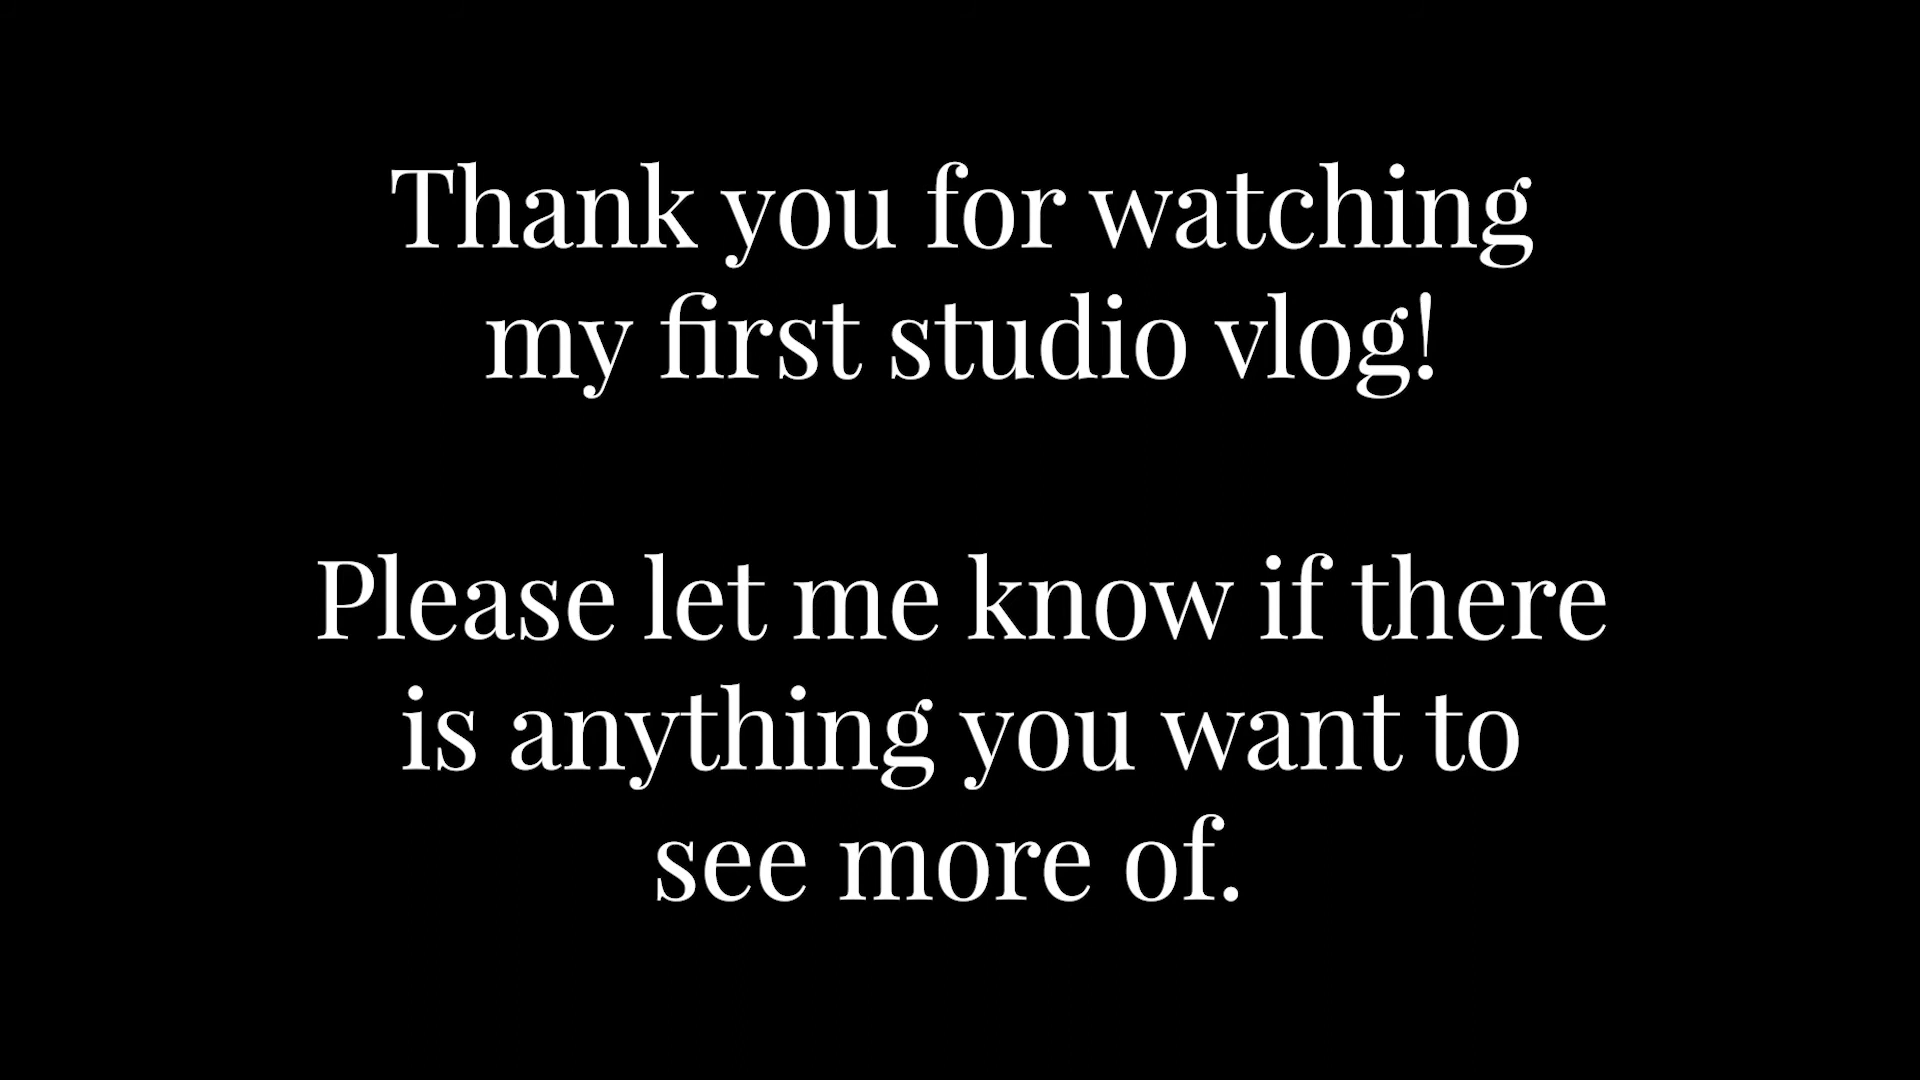 Thank you for watching
my first studio vlog!
Please let me know if there
is anything you want to
see more of.